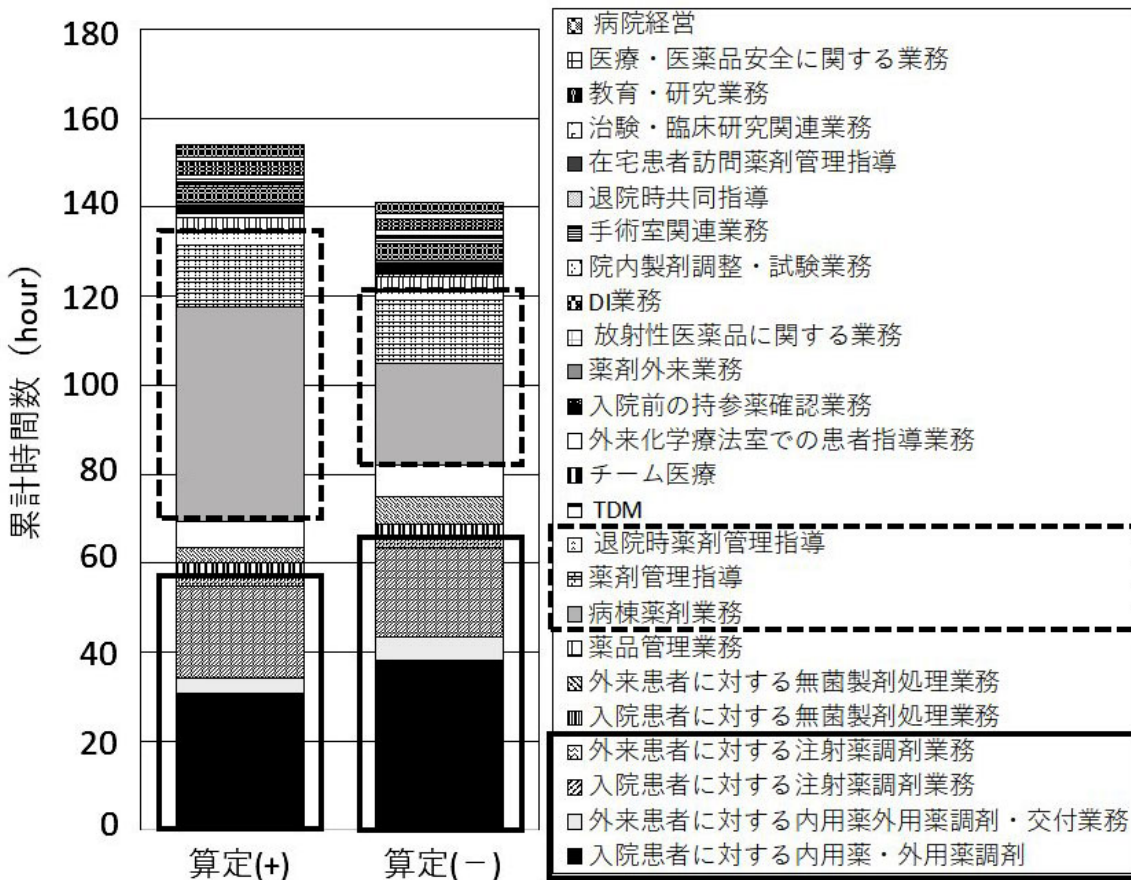 累計時間数（hour）
180
160
140
120
100
80
60
40
20
0
算定(+)
算定(－)
病院経営
医療・医薬品安全に関する業務
教育・研究業務
治験・臨床研究関連業務
在宅患者訪問薬剤管理指導
退院時共同指導
手術室関連業務
院内製剤調整・試験業務
DI業務
放射性医薬品に関する業務
薬剤外来業務
入院前の持参薬確認業務
外来化学療法室での患者指導業務
チーム医療
TDM
退院時薬剤管理指導
薬剤管理指導
病棟薬剤業務
薬品管理業務
外来患者に対する無菌製剤処理業務
入院患者に対する無菌製剤処理業務
外来患者に対する注射薬調剤業務
入院患者に対する注射薬調剤業務
外来患者に対する内用薬外用薬調剤・交付業務
入院患者に対する内用薬・外用薬調剤